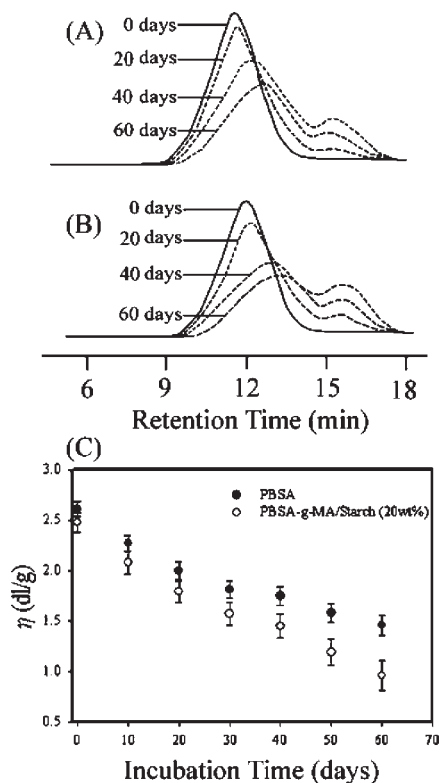 (A)
0 days
20 days
40 days
60 days
(B)
0 days
20 days
40 days
60 days
6 9 12 15 18
Retention Time (min)
(C)
3.0
2.5
2.0
1.5
1.0
0.5
η (dl/g)
PBSA
PBSA-g-MA/Starch (20wt%)
0 10 20 30 40 50 60 70
Incubation Time (days)